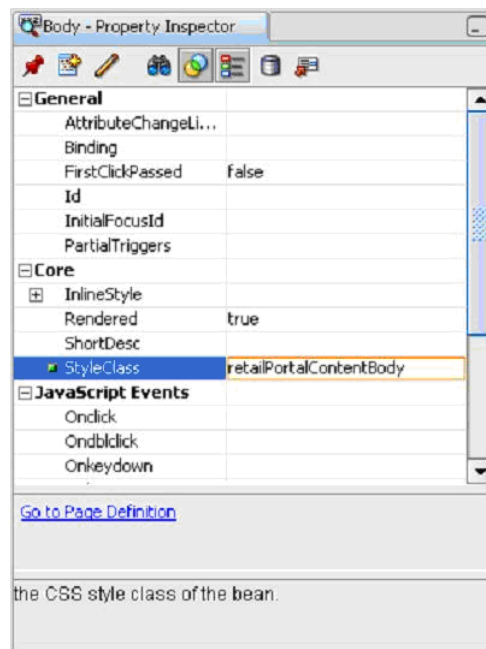 Body - Property Inspector
General
AttributeChangeLi...
Binding
FirstClickPassed false
Id
InitialFocusId
PartialTriggers
Core
InlineStyle
Rendered true
ShortDesc
StyleClass retailPortalContentBody
JavaScript Events
Onclick
Ondblclick
Onkeydown
Go to Page Definition
the CSS style class of the bean.